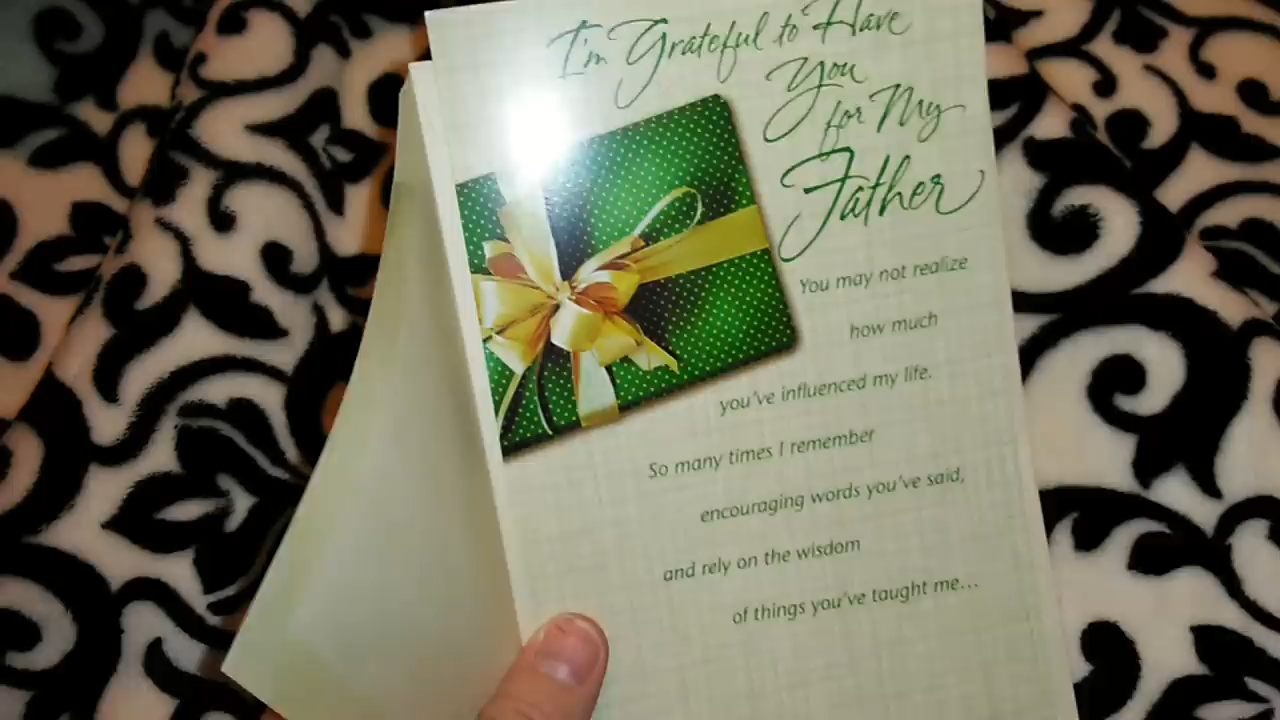 I'm Grateful to Have
You
for My
Father
You may not realize
how much
you've influenced my life.
So many times I remember
encouraging words you've said,
and rely on the wisdom
of things you've taught me...